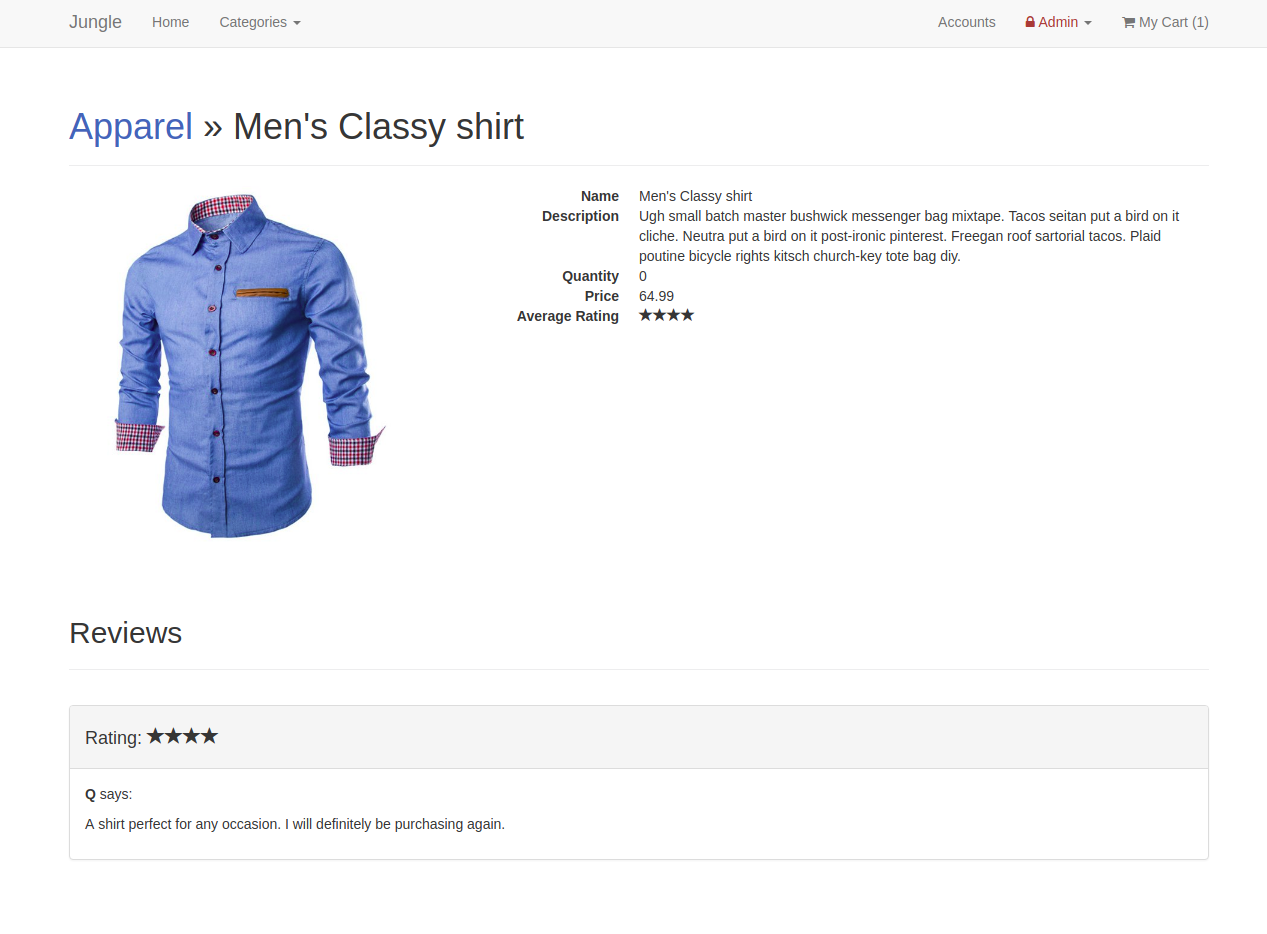 Jungle Home Categories Accounts Admin My Cart (1)
Apparel » Men's Classy shirt
Name Men's Classy shirt
Description Ugh small batch master bushwick messenger bag mixtape. Tacos seitan put a bird on it
cliche. Neutra put a bird on it post-ironic pinterest. Freegan roof sartorial tacos. Plaid
poutine bicycle rights kitsch church-key tote bag diy.
Quantity 0
Price 64.99
Average Rating ★★★★
Reviews
Rating: ★★★★
Q says:
A shirt perfect for any occasion. I will definitely be purchasing again.